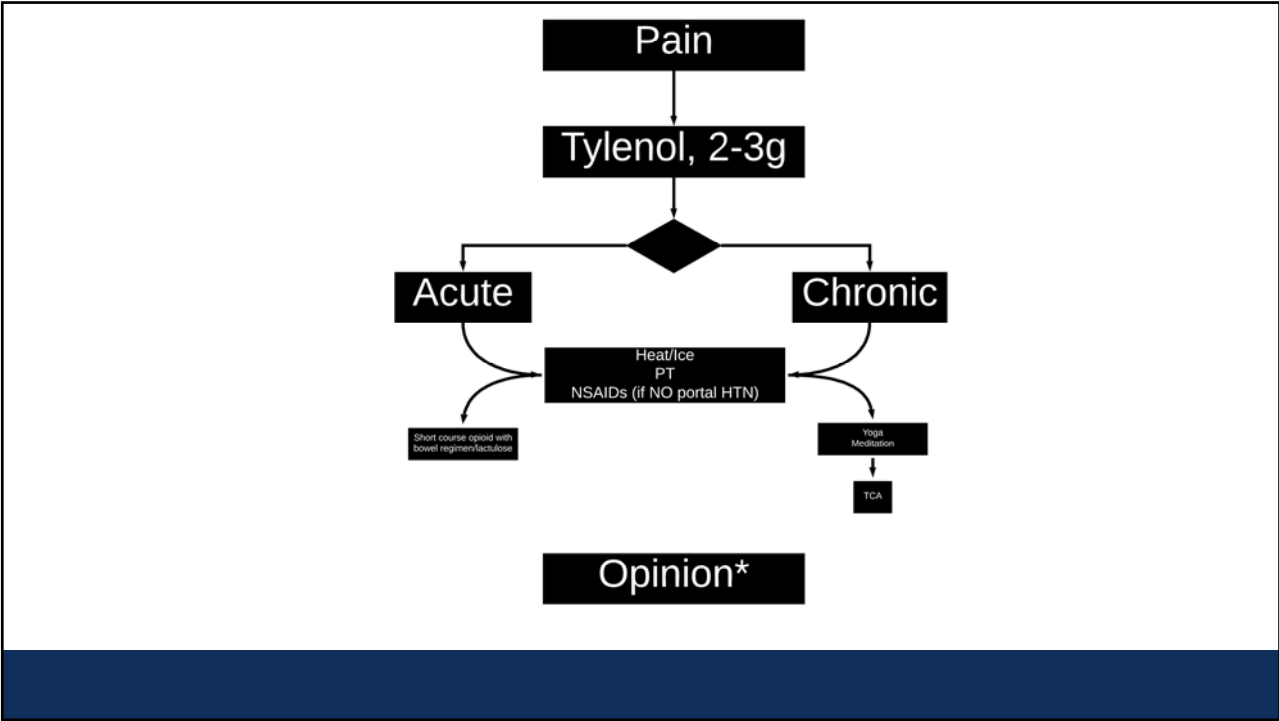 Pain
Tylenol, 2-3g
Acute
Chronic
Heat/Ice
PT
NSAIDs (if NO portal HTN)
Short course opioid with
bowel regimen/lactulose
Yoga
Meditation
TCA
Opinion*